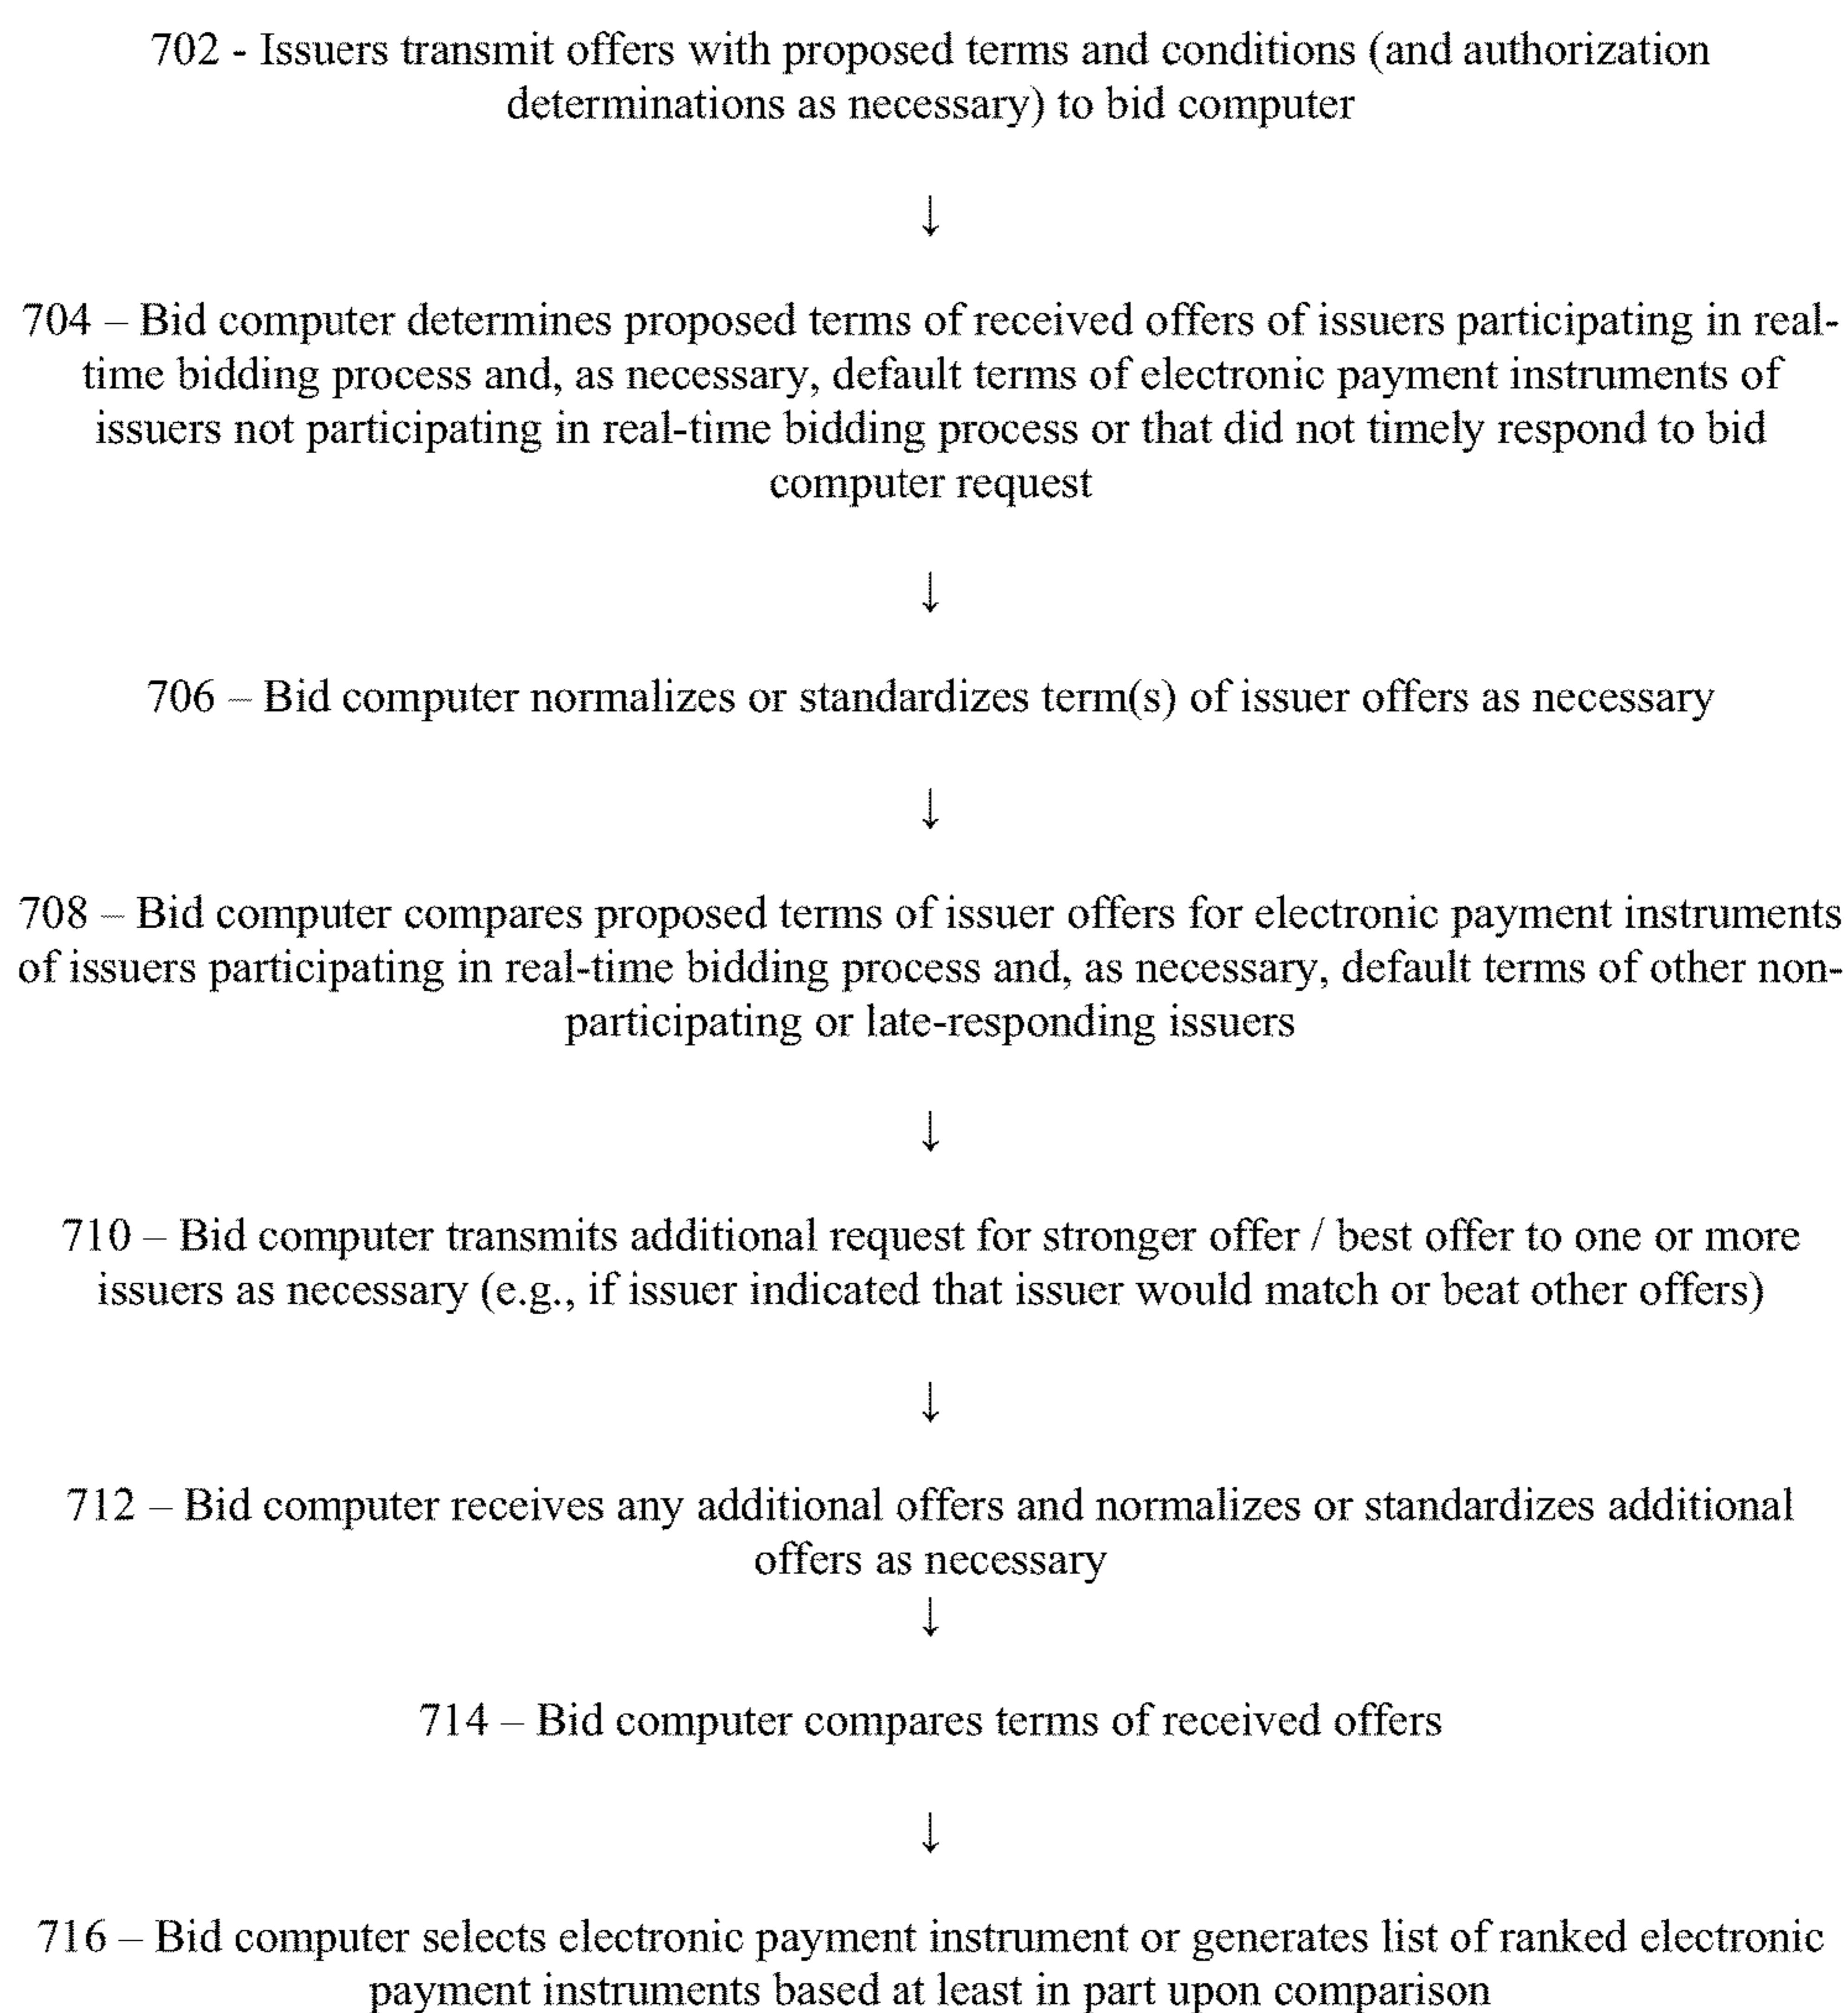 702 - Issuers transmit offers with proposed terms and conditions (and authorization
determinations as necessary) to bid computer
↓
704 – Bid computer determines proposed terms of received offers of issuers participating in real-
time bidding process and, as necessary, default terms of electronic payment instruments of
issuers not participating in real-time bidding process or that did not timely respond to bid
computer request
↓
706 – Bid computer normalizes or standardizes term(s) of issuer offers as necessary
↓
708 – Bid computer compares proposed terms of issuer offers for electronic payment instruments
of issuers participating in real-time bidding process and, as necessary, default terms of other non-
participating or late-responding issuers
↓
710 – Bid computer transmits additional request for stronger offer / best offer to one or more
issuers as necessary (e.g., if issuer indicated that issuer would match or beat other offers)
↓
712 – Bid computer receives any additional offers and normalizes or standardizes additional
offers as necessary
↓
714 – Bid computer compares terms of received offers
↓
716 – Bid computer selects electronic payment instrument or generates list of ranked electronic
payment instruments based at least in part upon comparison